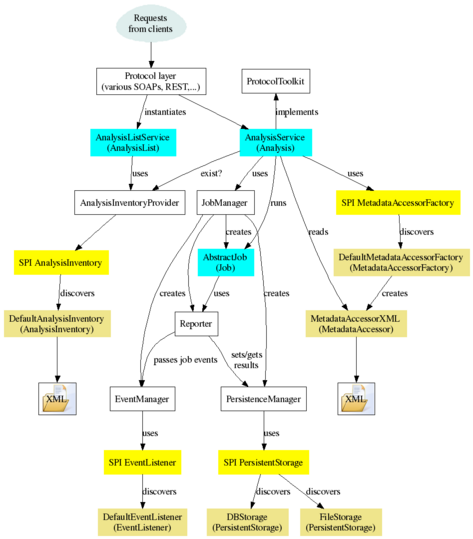 Requests
from clients
Protocol layer
(various SOAPs, REST,...)
ProtocolToolkit
instantiates
implements
AnalysisListService
(AnalysisList)
AnalysisService
(Analysis)
uses
exist?
uses
uses
AnalysisInventoryProvider
JobManager
runs
SPI MetadataAccessorFactory
creates
reads
discovers
SPI AnalysisInventory
AbstractJob
(Job)
DefaultMetadataAccessorFactory
(MetadataAccessorFactory)
discovers
creates
uses
creates
creates
DefaultAnalysisInventory
(AnalysisInventory)
Reporter
MetadataAccessorXML
(MetadataAccessor)
passes job events
sets/gets
results
XML
EventManager
PersistenceManager
XML
uses
uses
SPI EventListener
SPI PersistentStorage
discovers
discovers
discovers
DefaultEventListener
(EventListener)
DBStorage
(PersistentStorage)
FileStorage
(PersistentStorage)